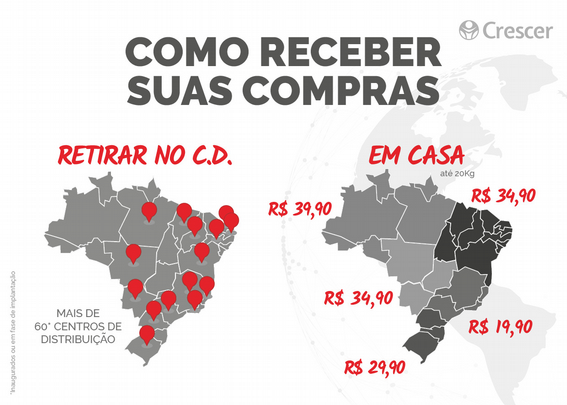 Crescer
COMO RECEBER
SUAS COMPRAS
RETIRAR NO C.D.
MAIS DE
60* CENTROS DE
DISTRIBUIÇÃO
*Inaugurados ou em fase de implantação
EM CASA
até 20Kg
R$ 34,90
R$ 39,90
R$ 34,90
R$ 19,90
R$ 29,90